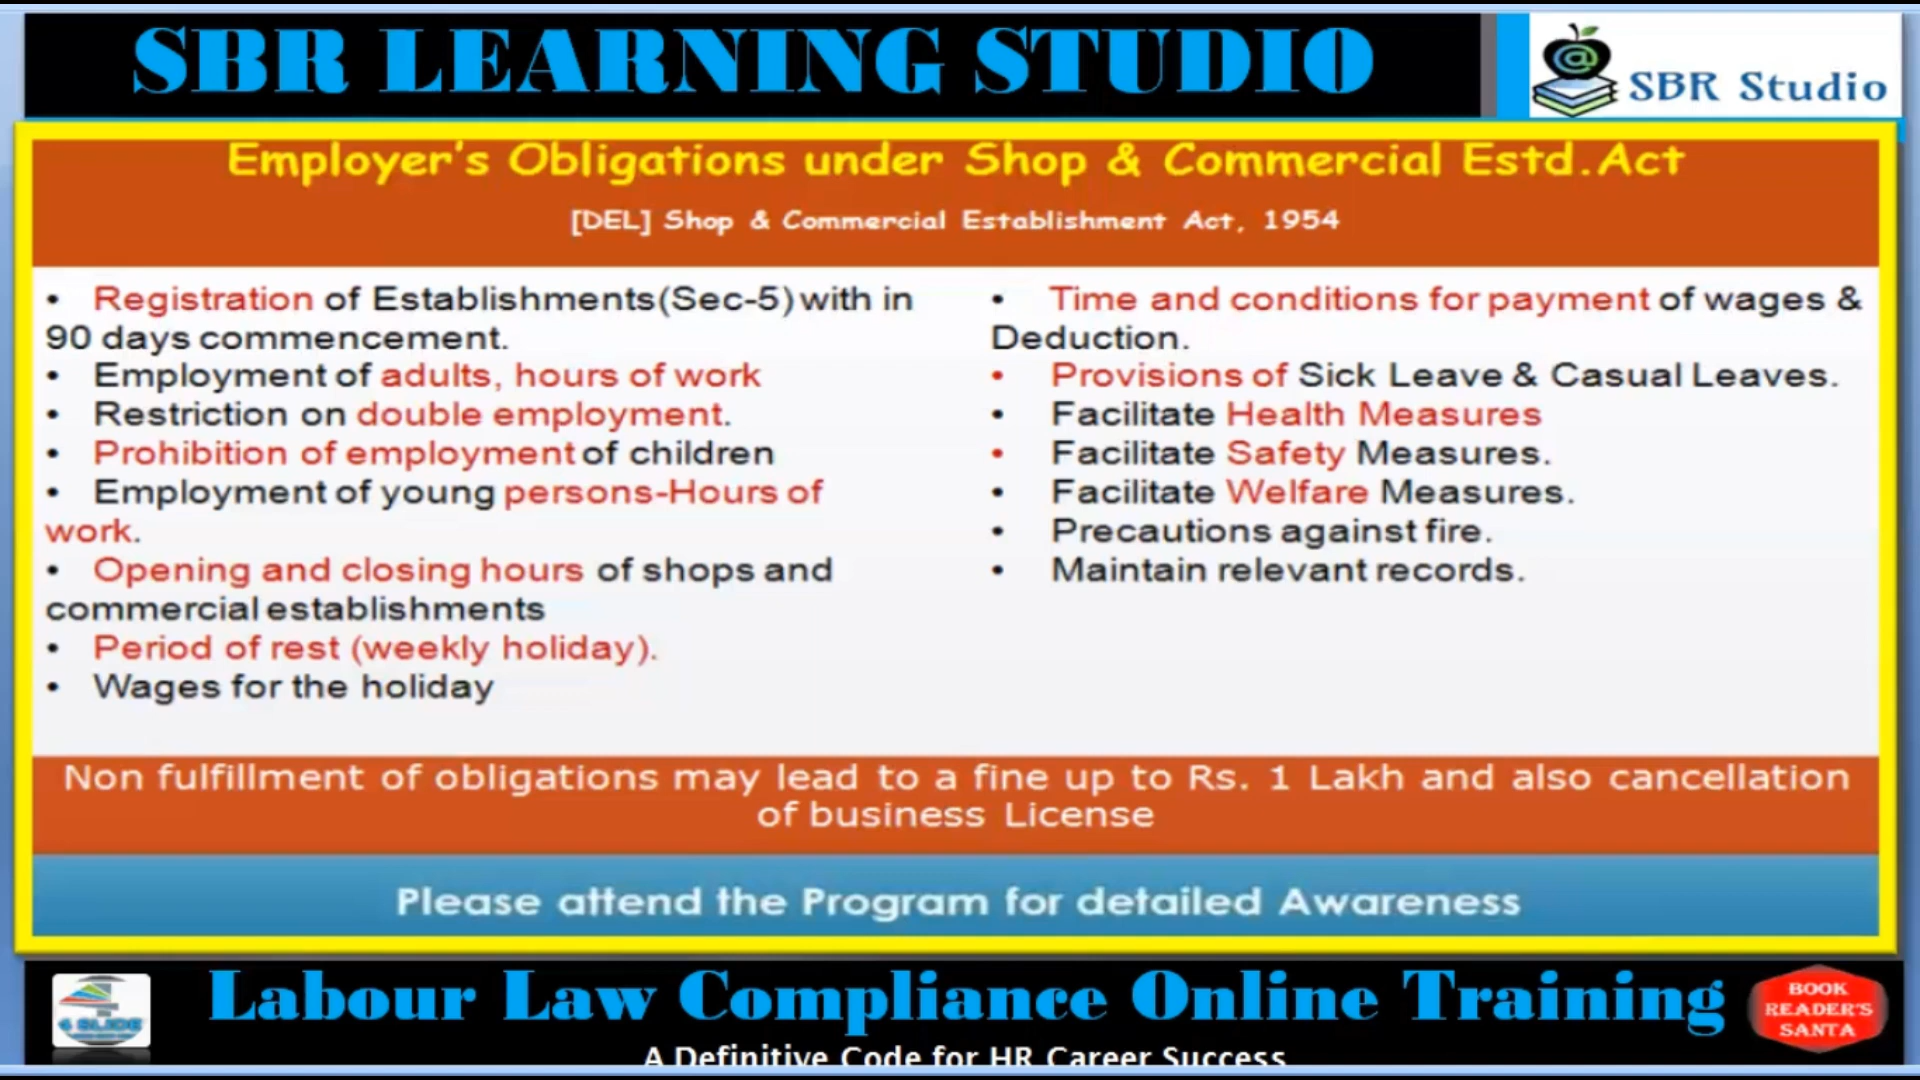 SBR LEARNING STUDIO
@
SBR Studio
Employer's Obligations under Shop & Commercial Estd.Act
[DEL] Shop & Commercial Establishment Act, 1954
• Registration of Establishments(Sec-5) with in
90 days commencement.
• Employment of adults, hours of work
• Restriction on double employment.
• Prohibition of employment of children
• Employment of young persons-Hours of
work.
• Opening and closing hours of shops and
commercial establishments
• Period of rest (weekly holiday).
• Wages for the holiday
• Time and conditions for payment of wages &
Deduction.
• Provisions of Sick Leave & Casual Leaves.
• Facilitate Health Measures
• Facilitate Safety Measures.
• Facilitate Welfare Measures.
• Precautions against fire.
• Maintain relevant records.
Non fulfillment of obligations may lead to a fine up to Rs. 1 Lakh and also cancellation
of business License
Please attend the Program for detailed Awareness
4 SLIDE
Labour Law Compliance Online Training
A Definitive Code for HR Career Success
BOOK
READER'S
SANTA